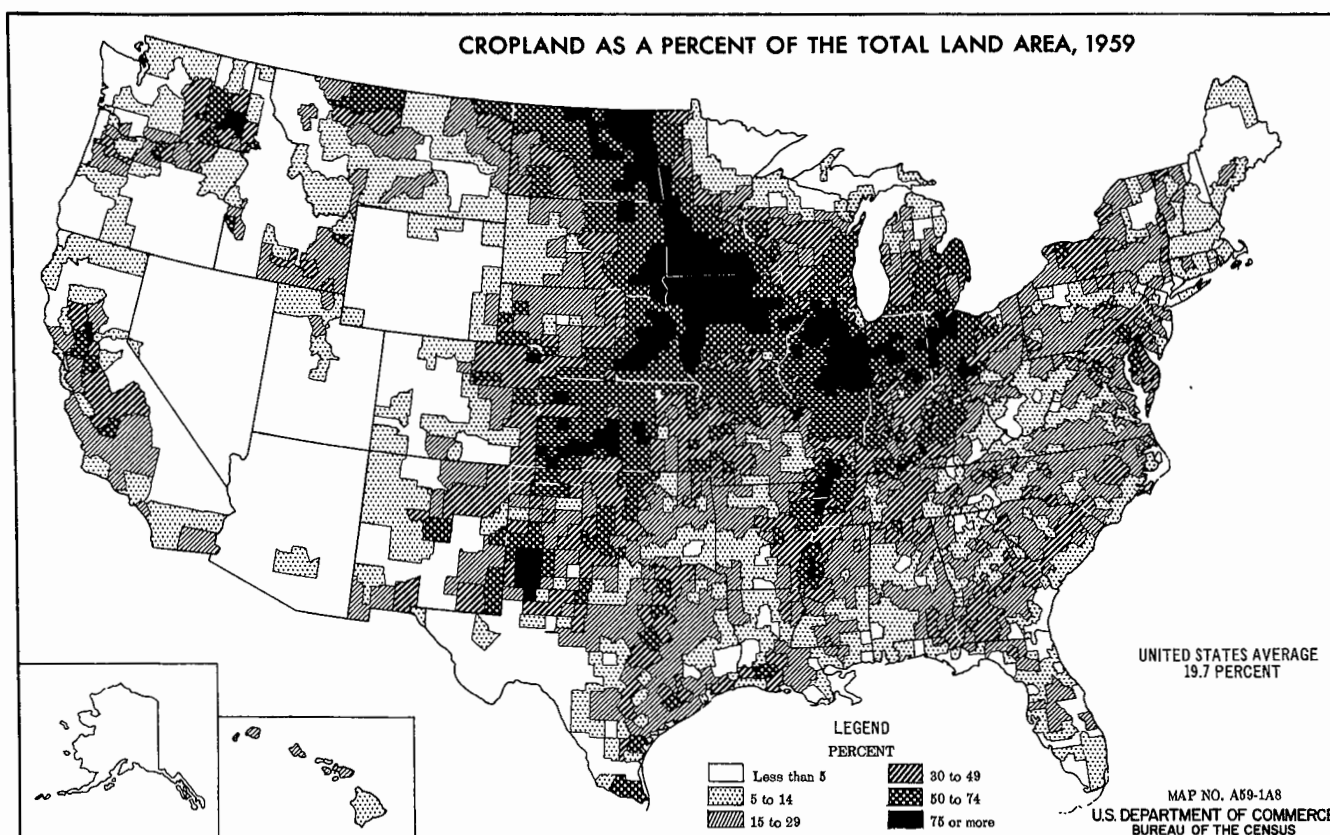 CROPLAND AS A PERCENT OF THE TOTAL LAND AREA, 1959
UNITED STATES AVERAGE
19.7 PERCENT
LEGEND
PERCENT
Less than 5
5 to 14
15 to 29
30 to 49
50 to 74
75 or more
MAP NO. A59-1A8
U.S. DEPARTMENT OF COMMERCE
BUREAU OF THE CENSUS